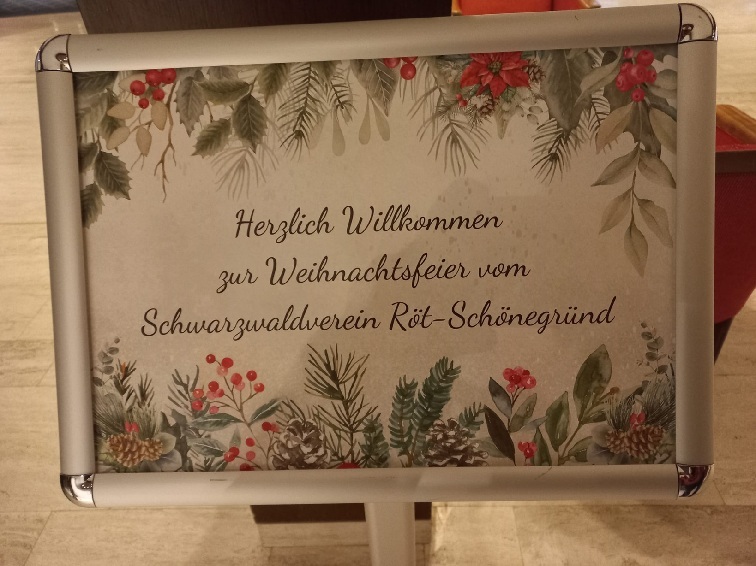 Herzlich Willkommen
zur Weihnachtsfeier vom
Schwarzwaldverein Röt-Schönegründ